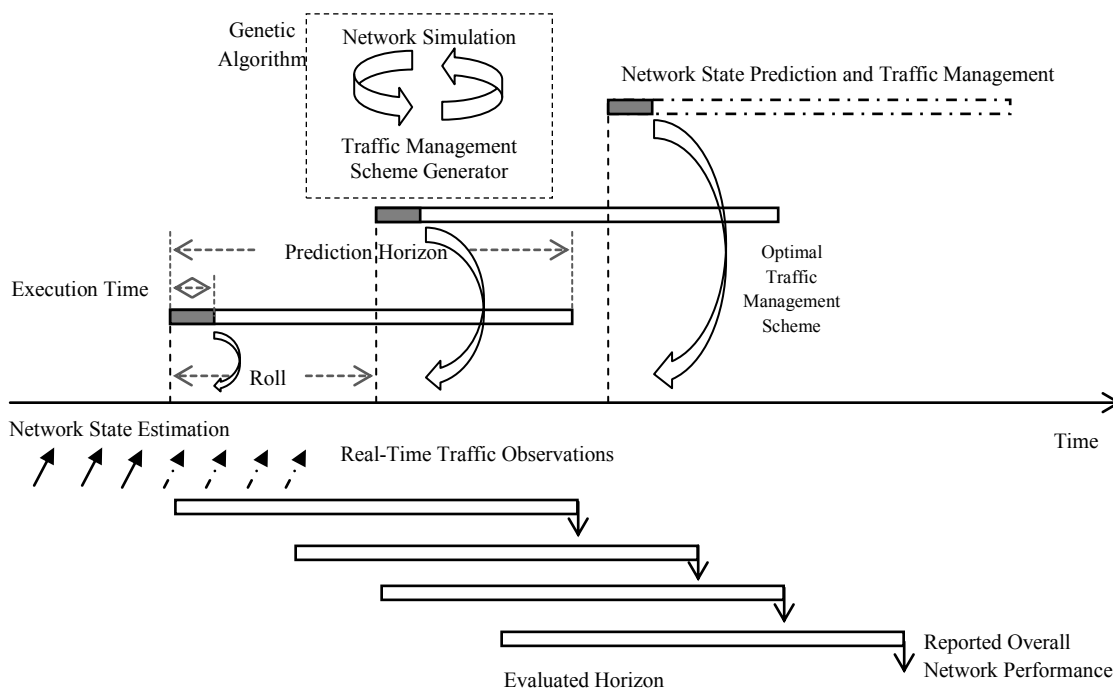 Genetic
Algorithm
Network Simulation
Traffic Management
Scheme Generator
Network State Prediction and Traffic Management
Prediction Horizon
Execution Time
Optimal
Traffic
Management
Scheme
Roll
Network State Estimation
Time
Real-Time Traffic Observations
Reported Overall
Network Performance
Evaluated Horizon